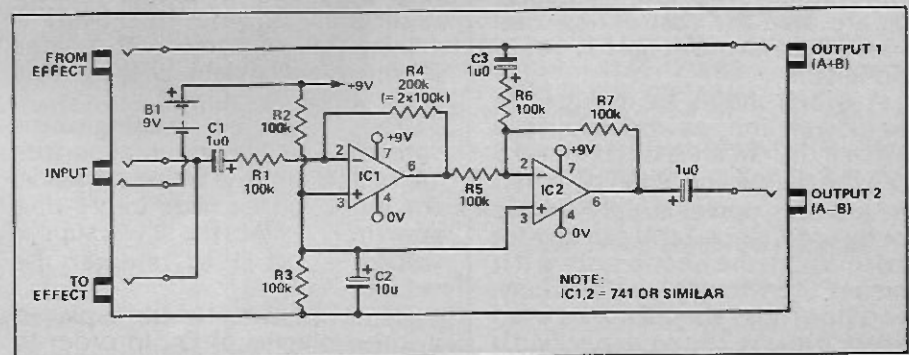 FROM
EFFECT
B1
9V
C1
1u0
INPUT
R1
100k
TO
EFFECT
R2
100k
+9V
R3
100k
C2
10u
R4
200k
(= 2x100k)
+9V
2
7
IC1
6
3
4
0V
R5
100k
C3
1u0
R6
100k
R7
100k
+9V
2
7
IC2
6
3
4
0V
1u0
OUTPUT 1
(A+B)
OUTPUT 2
(A–B)
NOTE:
IC1,2 = 741 OR SIMILAR